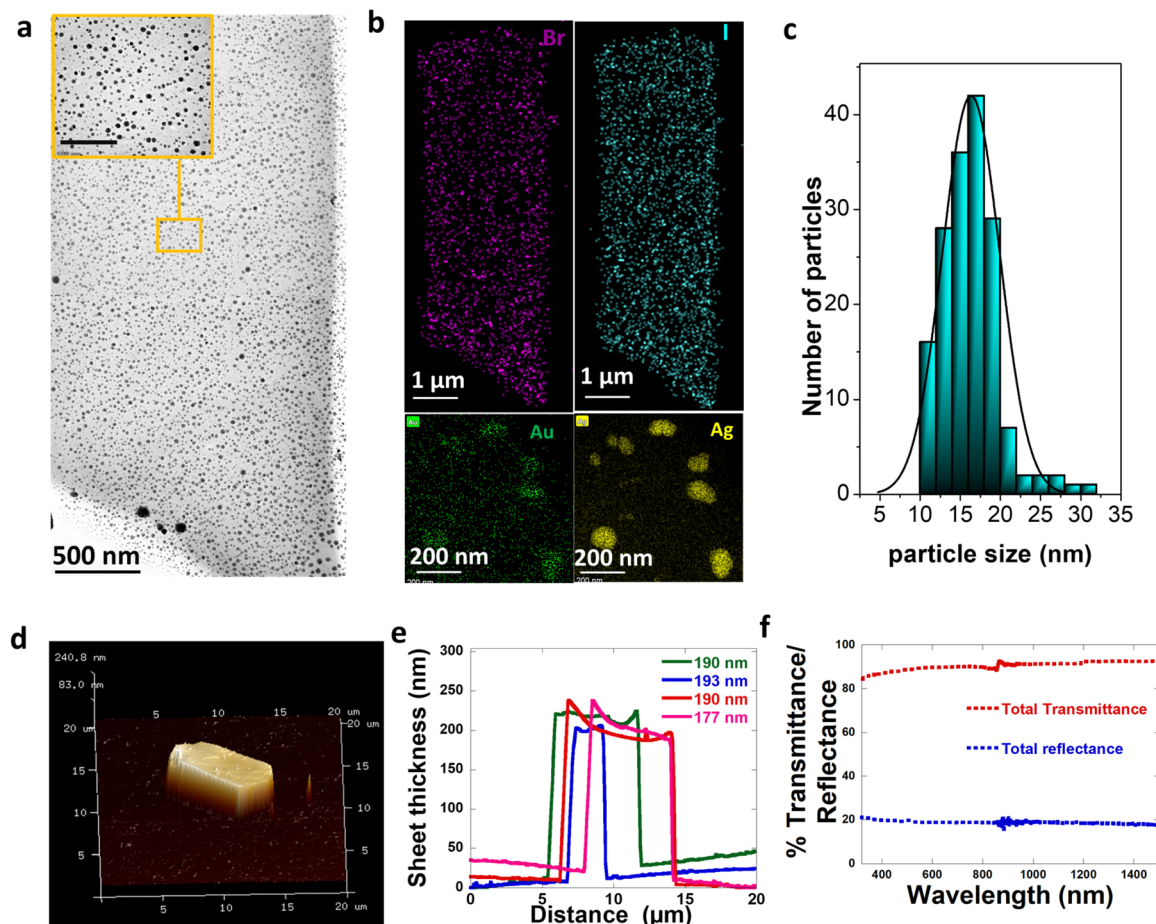 a
500 nm
b
Br
I
1 µm
1 µm
Au
Au
Ag
200 nm
200 nm
200 nm
c
Number of particles
40
30
20
10
0
5
10
15
20
25
30
35
particle size (nm)
d
240.8 nm
83.0 nm
20 um
15
10
5
5
10
15
20 um
20 um
15
10
5
5
10
15
20 um
e
Sheet thickness (nm)
300
250
200
150
100
50
0
190 nm
193 nm
190 nm
177 nm
0
5
10
15
20
Distance (µm)
f
% Transmittance/
Reflectance
100
80
60
40
20
0
Total Transmittance
Total reflectance
400
600
800
1000
1200
1400
Wavelength (nm)